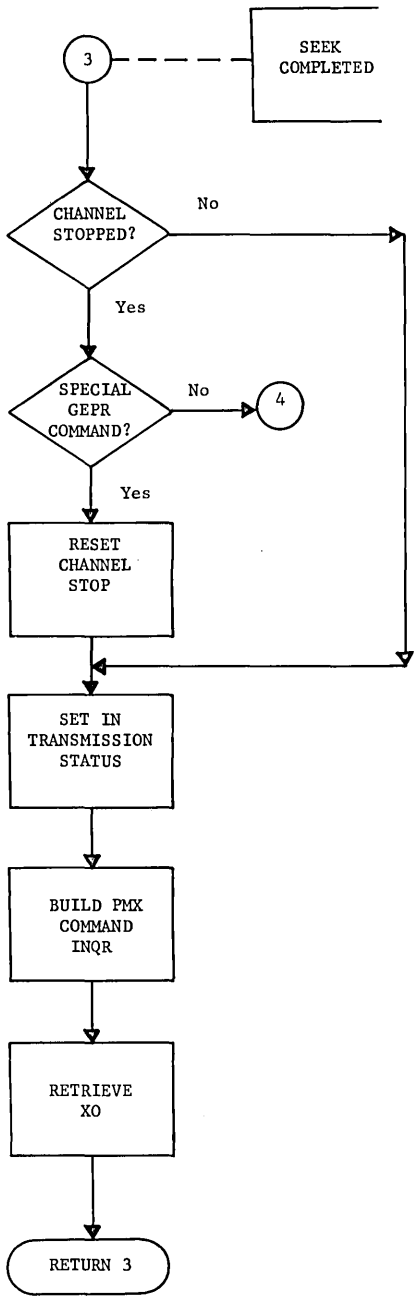 3
SEEK
COMPLETED
CHANNEL
STOPPED?
No
Yes
SPECIAL
GEPR
COMMAND?
No
4
Yes
RESET
CHANNEL
STOP
SET IN
TRANSMISSION
STATUS
BUILD PMX
COMMAND
INQR
RETRIEVE
XO
RETURN 3